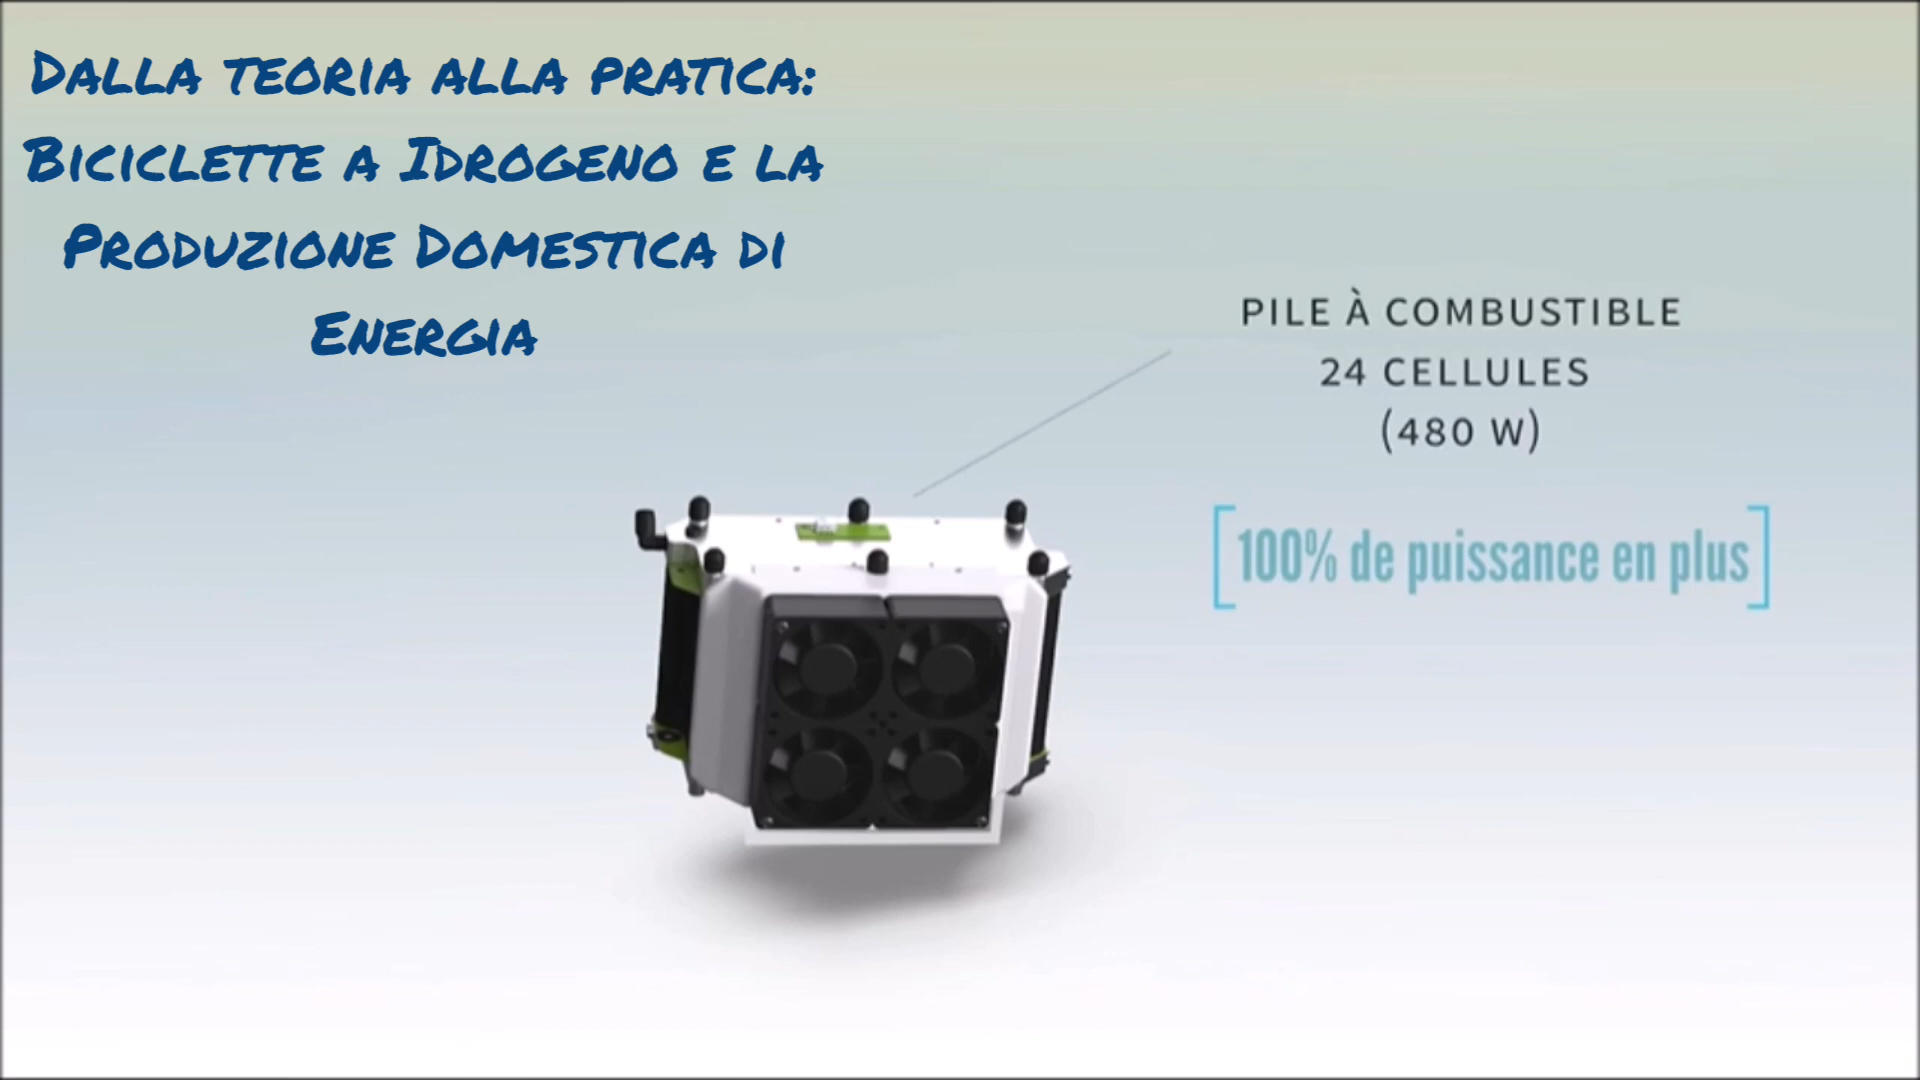 Dalla teoria alla pratica:
Biciclette a Idrogeno e la
Produzione Domestica di
Energia
PILE À COMBUSTIBLE
24 CELLULES
(480 W)
[100% de puissance en plus]